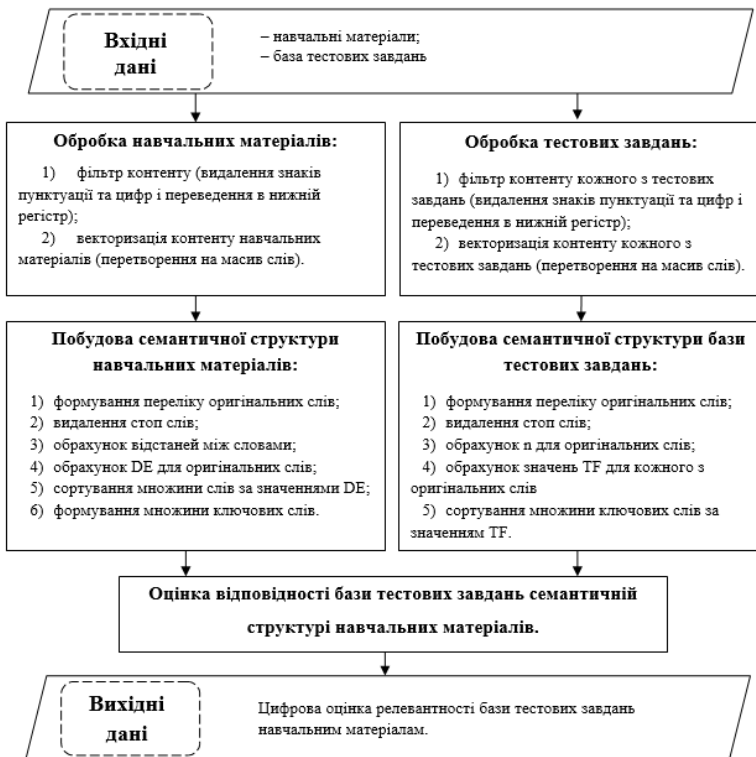 Вхідні
дані
– навчальні матеріали;
– база тестових завдань
Обробка навчальних матеріалів:
1) фільтр контенту (видалення знаків
пунктуації та цифр і переведення в нижній
регістр);
2) векторизація контенту навчальних
матеріалів (перетворення на масив слів).
Обробка тестових завдань:
1) фільтр контенту кожного з тестових
завдань (видалення знаків пунктуації та цифр і
переведення в нижній регістр);
2) векторизація контенту кожного з
тестових завдань (перетворення на масив слів).
Побудова семантичної структури
навчальних матеріалів:
1) формування переліку оригінальних слів;
2) видалення стоп слів;
3) обрахунок відстаней між словами;
4) обрахунок DE для оригінальних слів;
5) сортування множини слів за значеннями DE;
6) формування множини ключових слів.
Побудова семантичної структури бази
тестових завдань:
1) формування переліку оригінальних слів;
2) видалення стоп слів;
3) обрахунок n для оригінальних слів;
4) обрахунок значень TF для кожного з
оригінальних слів
5) сортування множини ключових слів за
значенням TF.
Оцінка відповідності бази тестових завдань семантичній
структурі навчальних матеріалів.
Вихідні
дані
Цифрова оцінка релевантності бази тестових завдань
навчальним матеріалам.